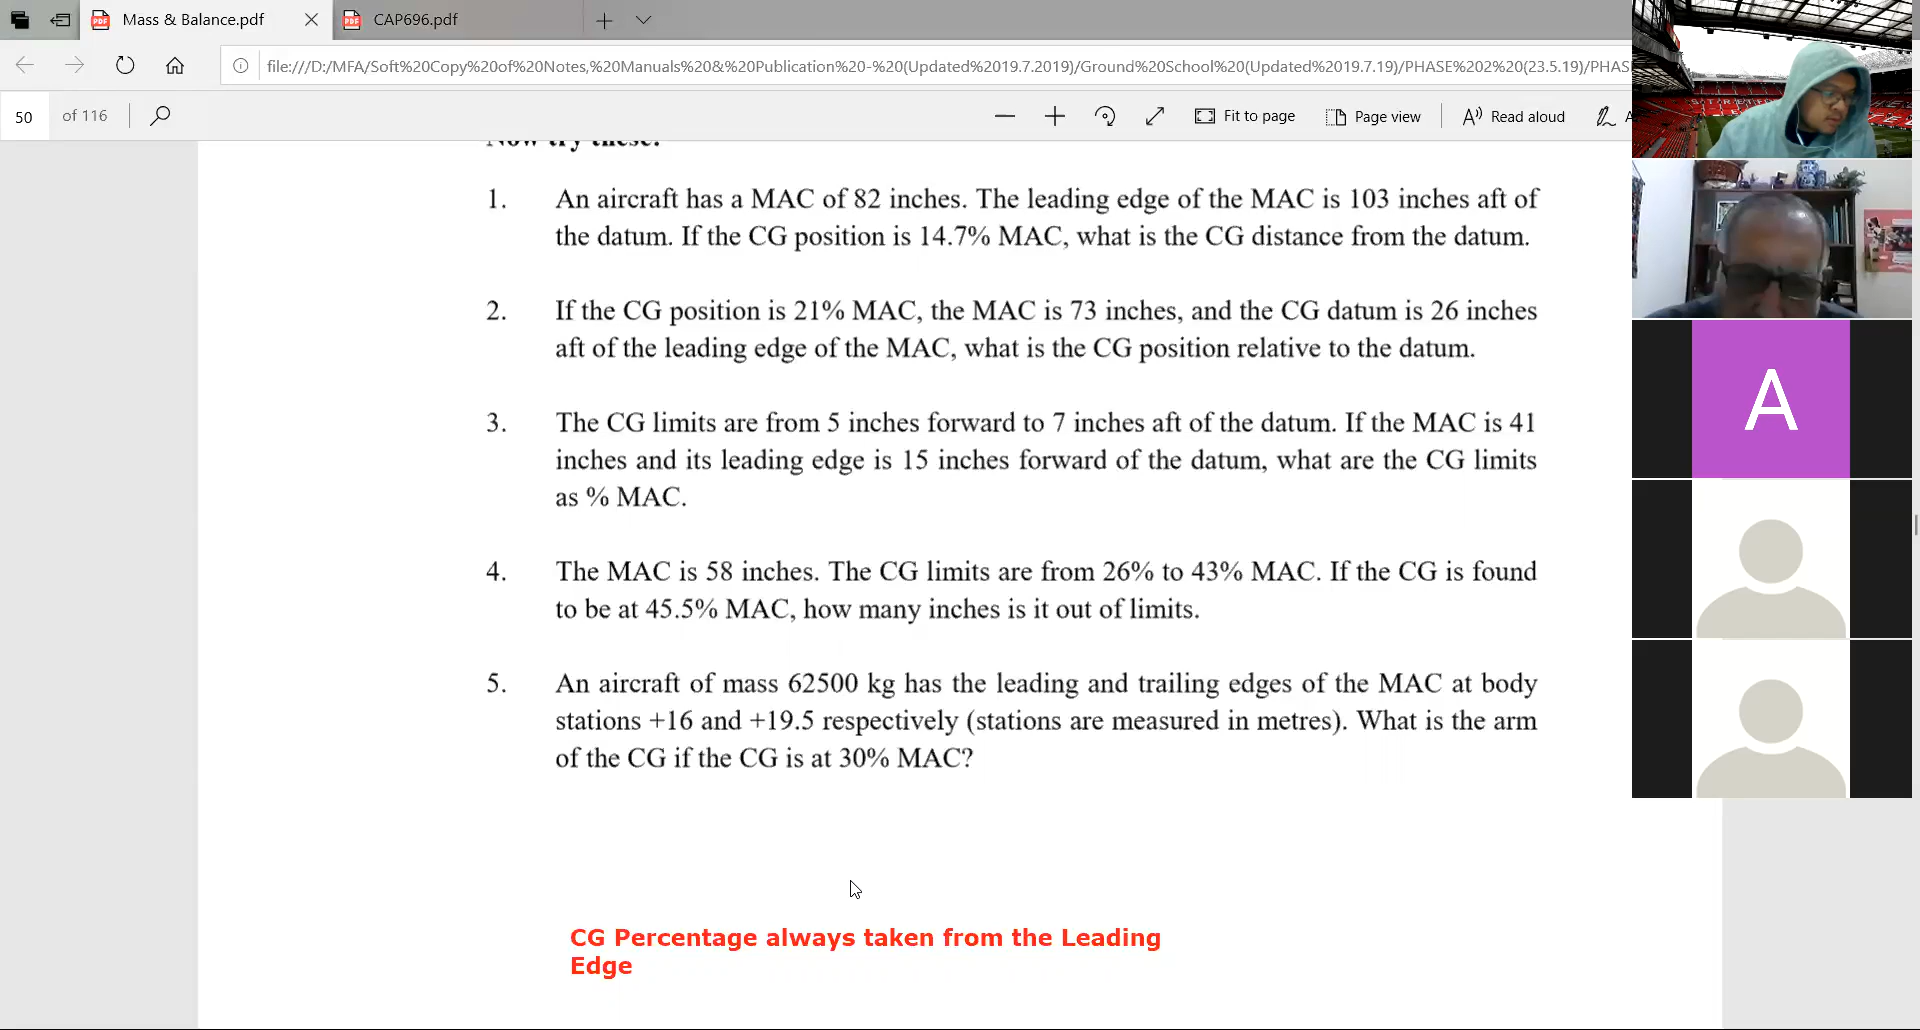 Mass & Balance.pdf
CAP696.pdf
file:///D:/MFA/Soft%20Copy%20of%20Notes,%20Manuals%20&%20Publication%20-%20(Updated%2019.7.2019)/Ground%20School%20(Updated%2019.7.19)/PHASE%202%20(23.5.19)/PHAS
50 of 116
Fit to page
Page view
Read aloud
Now try these:
1. An aircraft has a MAC of 82 inches. The leading edge of the MAC is 103 inches aft of
the datum. If the CG position is 14.7% MAC, what is the CG distance from the datum.
2. If the CG position is 21% MAC, the MAC is 73 inches, and the CG datum is 26 inches
aft of the leading edge of the MAC, what is the CG position relative to the datum.
3. The CG limits are from 5 inches forward to 7 inches aft of the datum. If the MAC is 41
inches and its leading edge is 15 inches forward of the datum, what are the CG limits
as % MAC.
4. The MAC is 58 inches. The CG limits are from 26% to 43% MAC. If the CG is found
to be at 45.5% MAC, how many inches is it out of limits.
5. An aircraft of mass 62500 kg has the leading and trailing edges of the MAC at body
stations +16 and +19.5 respectively (stations are measured in metres). What is the arm
of the CG if the CG is at 30% MAC?
CG Percentage always taken from the Leading
Edge
A